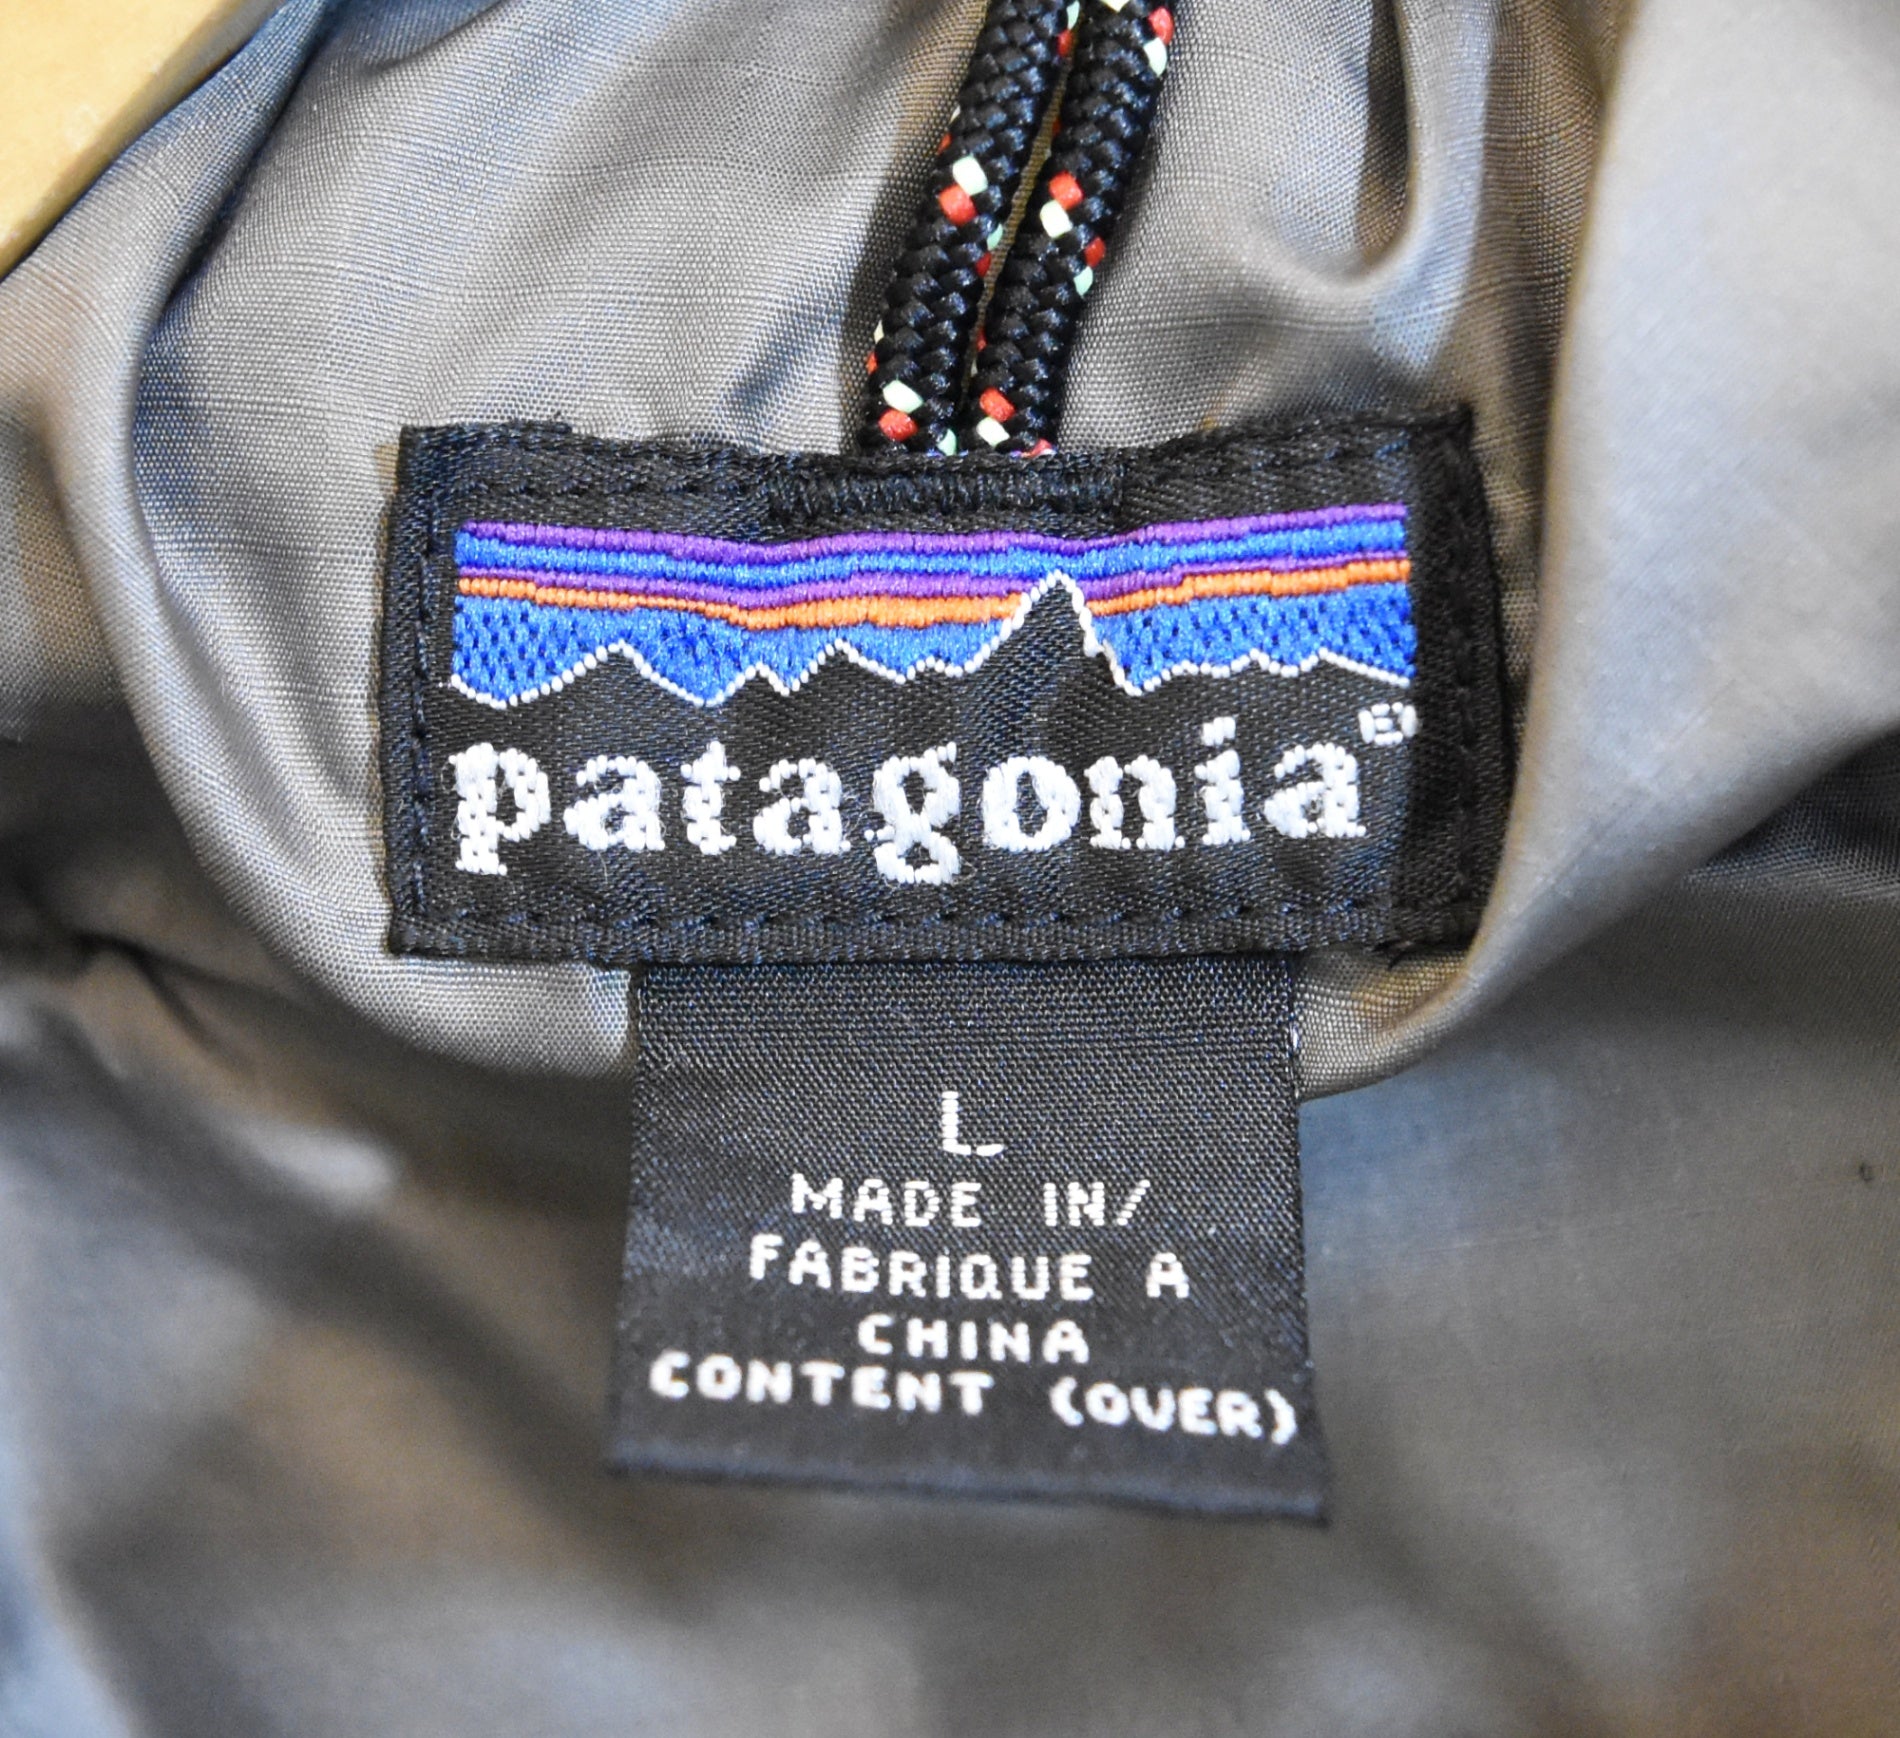 patagonia®
L
MADE IN/
FABRIQUE A
CHINA
CONTENT (OVER)